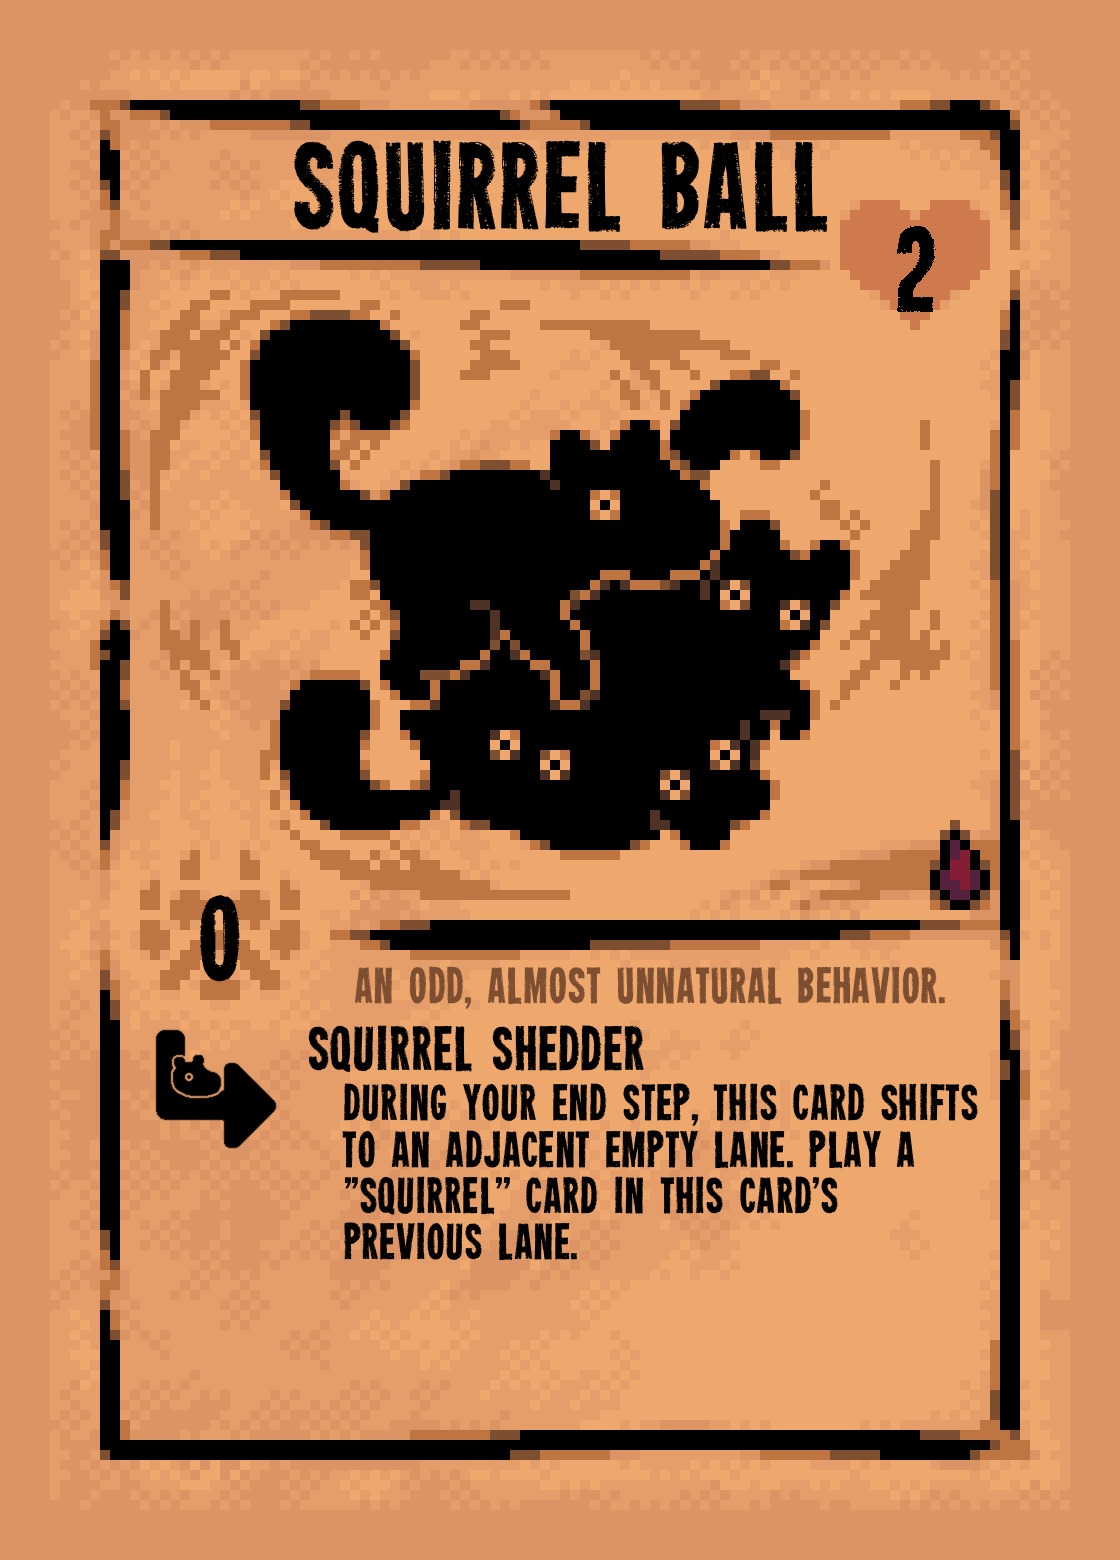 SQUIRREL BALL
2
0
AN ODD, ALMOST UNNATURAL BEHAVIOR.
SQUIRREL SHEDDER
DURING YOUR END STEP, THIS CARD SHIFTS
TO AN ADJACENT EMPTY LANE. PLAY A
"SQUIRREL" CARD IN THIS CARD'S
PREVIOUS LANE.